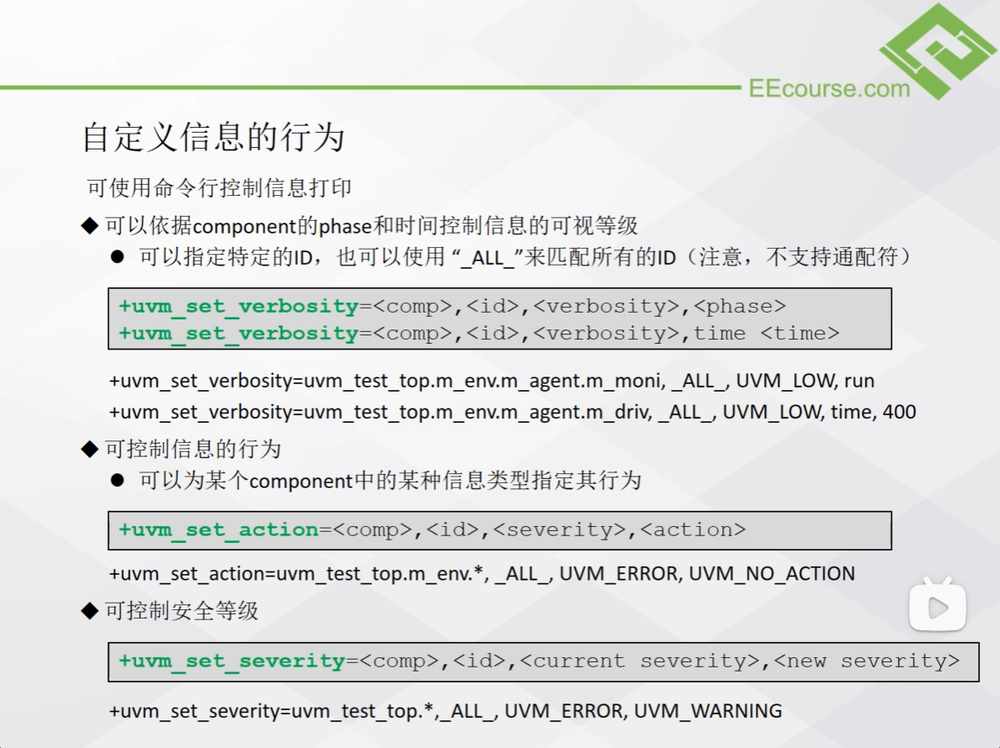 EEcourse.com
自定义信息的行为
可使用命令行控制信息打印
◆ 可以依据component的phase和时间控制信息的可视等级
● 可以指定特定的ID，也可以使用 “_ALL_”来匹配所有的ID（注意，不支持通配符）
+uvm_set_verbosity=<comp>,<id>,<verbosity>,<phase>
+uvm_set_verbosity=<comp>,<id>,<verbosity>,time <time>
+uvm_set_verbosity=uvm_test_top.m_env.m_agent.m_moni, _ALL_, UVM_LOW, run
+uvm_set_verbosity=uvm_test_top.m_env.m_agent.m_driv, _ALL_, UVM_LOW, time, 400
◆ 可控制信息的行为
● 可以为某个component中的某种信息类型指定其行为
+uvm_set_action=<comp>,<id>,<severity>,<action>
+uvm_set_action=uvm_test_top.m_env.*, _ALL_, UVM_ERROR, UVM_NO_ACTION
◆ 可控制安全等级
+uvm_set_severity=<comp>,<id>,<current severity>,<new severity>
+uvm_set_severity=uvm_test_top.*,_ALL_, UVM_ERROR, UVM_WARNING